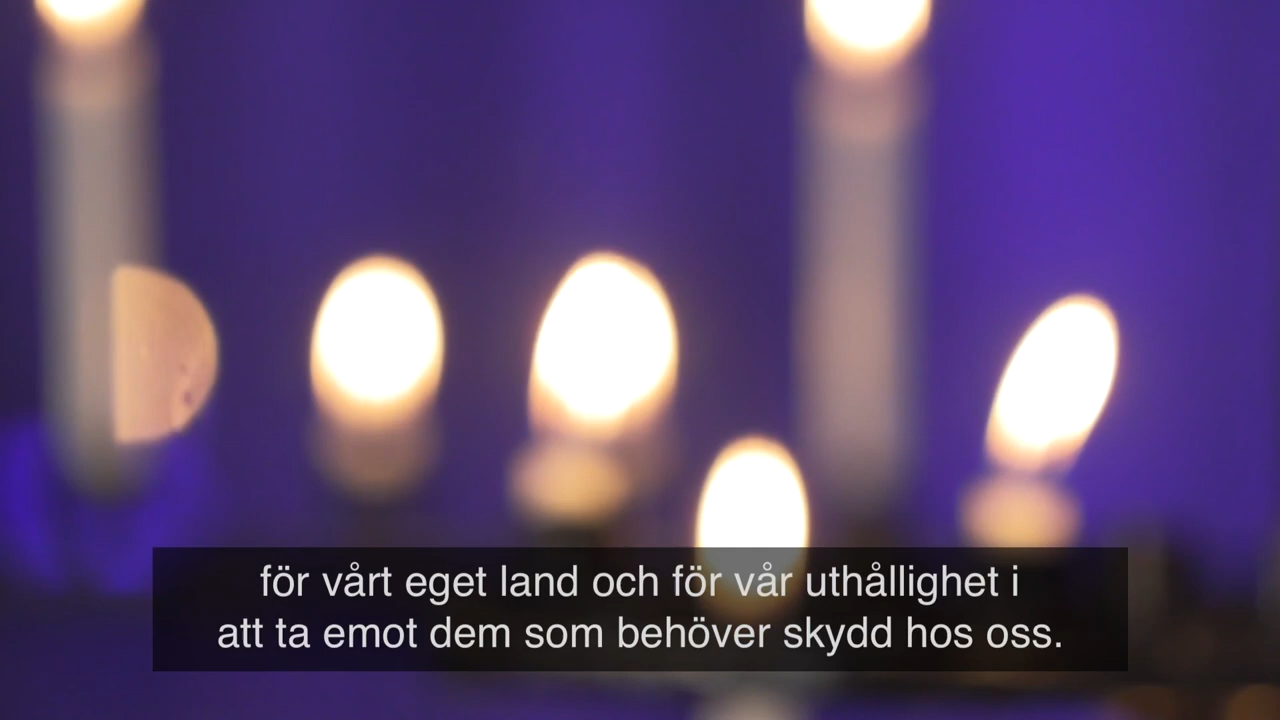 för vårt eget land och för vår uthållighet i
att ta emot dem som behöver skydd hos oss.